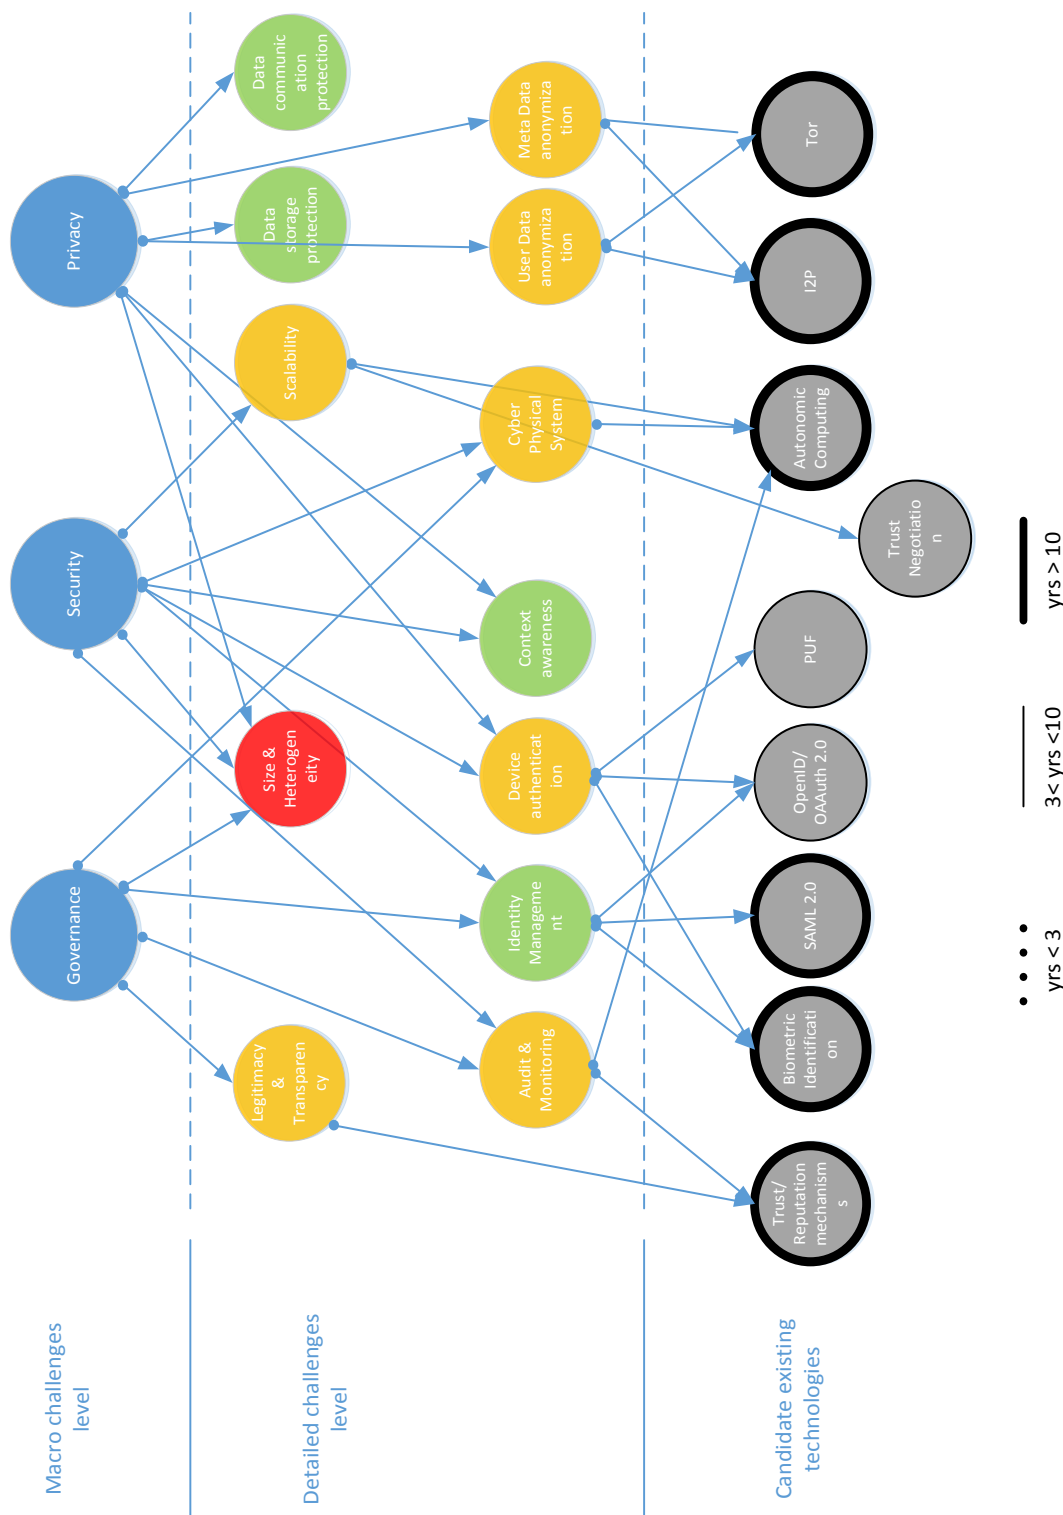 Macro challenges
level
Governance
Security
Privacy
Detailed challenges
level
Legitimacy
&
Transparen
cy
Size &
Heterogen
eity
Scalability
Data
storage
protection
Data
communic
ation
protection
Audit &
Monitoring
Identity
Manageme
nt
Device
authenticat
ion
Context
awareness
Cyber
Physical
System
User Data
anonymiza
tion
Meta Data
anonymiza
tion
Candidate existing
technologies
Trust/
Reputation
mechanism
s
Biometric
Identificati
on
SAML 2.0
OpenID/
OAAuth 2.0
PUF
Trust
Negotiatio
n
Autonomic
Computing
I2P
Tor
yrs < 3
3< yrs <10
yrs > 10